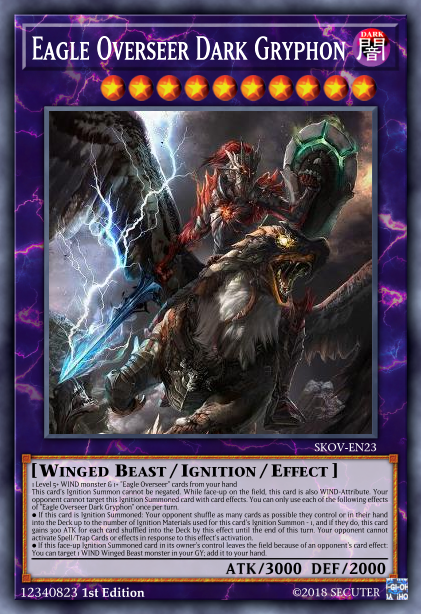 EAGLE OVERSEER DARK GRYPHON
DARK
闇
SKOV-EN23
[WINGED BEAST/IGNITION/EFFECT]
1 Level 5+ WIND monster & 1+ "Eagle Overseer" cards from your hand
This card's Ignition Summon cannot be negated. While face-up on the field, this card is also WIND-Attribute. Your
opponent cannot target this Ignition Summoned card with card effects. You can only use each of the following effects
of "Eagle Overseer Dark Gryphon" once per turn.
● If this card is Ignition Summoned: Your opponent shuffle as many cards as possible they control or in their hand
into the Deck up to the number of Ignition Materials used for this card's Ignition Summon - 1, and if they do, this card
gains 300 ATK for each card shuffled into the Deck by this effect until the end of this turn. Your opponent cannot
activate Spell/Trap Cards or effects in response to this effect's activation.
● If this face-up Ignition Summoned card in its owner's control leaves the field because of an opponent's card effect:
You can target 1 WIND Winged Beast monster in your GY; add it to your hand.
ATK/3000 DEF/2000
12340823 1st Edition
©2018 SECUTER